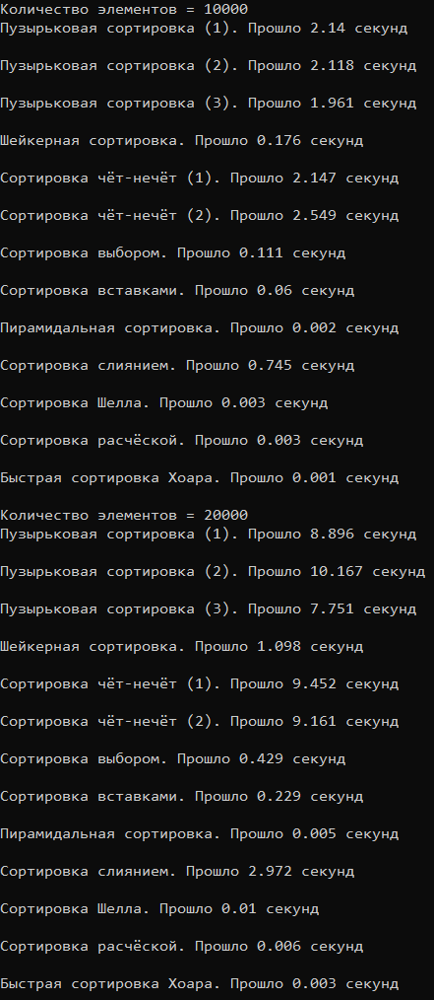 Количество элементов = 10000
Пузырьковая сортировка (1). Прошло 2.14 секунд
Пузырьковая сортировка (2). Прошло 2.118 секунд
Пузырьковая сортировка (3). Прошло 1.961 секунд
Шейкерная сортировка. Прошло 0.176 секунд
Сортировка чёт-нечёт (1). Прошло 2.147 секунд
Сортировка чёт-нечёт (2). Прошло 2.549 секунд
Сортировка выбором. Прошло 0.111 секунд
Сортировка вставками. Прошло 0.06 секунд
Пирамидальная сортировка. Прошло 0.002 секунд
Сортировка слиянием. Прошло 0.745 секунд
Сортировка Шелла. Прошло 0.003 секунд
Сортировка расчёской. Прошло 0.003 секунд
Быстрая сортировка Хоара. Прошло 0.001 секунд
Количество элементов = 20000
Пузырьковая сортировка (1). Прошло 8.896 секунд
Пузырьковая сортировка (2). Прошло 10.167 секунд
Пузырьковая сортировка (3). Прошло 7.751 секунд
Шейкерная сортировка. Прошло 1.098 секунд
Сортировка чёт-нечёт (1). Прошло 9.452 секунд
Сортировка чёт-нечёт (2). Прошло 9.161 секунд
Сортировка выбором. Прошло 0.429 секунд
Сортировка вставками. Прошло 0.229 секунд
Пирамидальная сортировка. Прошло 0.005 секунд
Сортировка слиянием. Прошло 2.972 секунд
Сортировка Шелла. Прошло 0.01 секунд
Сортировка расчёской. Прошло 0.006 секунд
Быстрая сортировка Хоара. Прошло 0.003 секунд